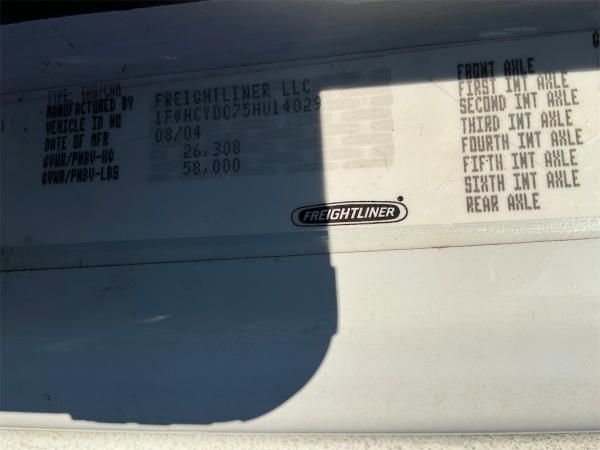 TYPE: TRU/CAM
MANUFACTURED BY FREIGHTLINER LLC
VEHICLE ID NO 1FVHCYDC75HU14029
DATE OF MFR 08/04
GVWR/PNBV-KG 26,308
GVWR/PNBV-LBS 58,000
FRONT AXLE
FIRST INT AXLE
SECOND INT AXLE
THIRD INT AXLE
FOURTH INT AXLE
FIFTH INT AXLE
SIXTH INT AXLE
REAR AXLE
FREIGHTLINER